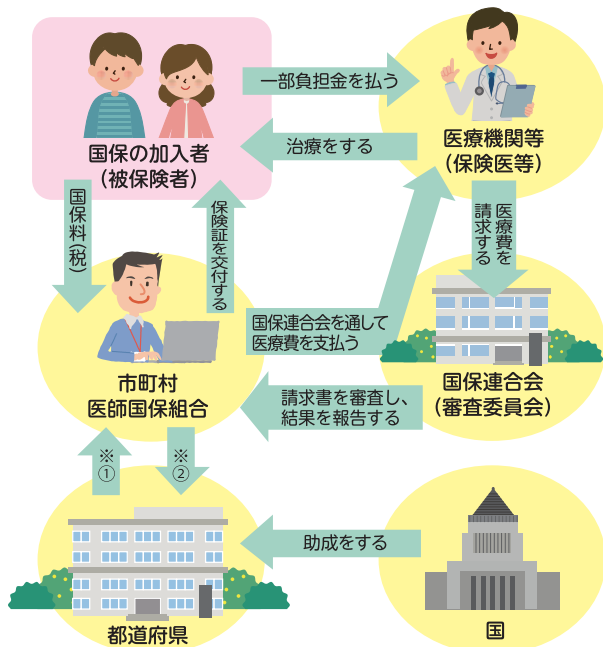 一部負担金を払う
国保の加入者
（被保険者）
治療をする
医療機関等
（保険医等）
国保料（税）
保険証を交付する
医療費を
請求する
国保連合会を通して
医療費を支払う
市町村
医師国保組合
国保連合会
（審査委員会）
請求書を審査し、
結果を報告する
※
①
※
②
助成をする
都道府県
国